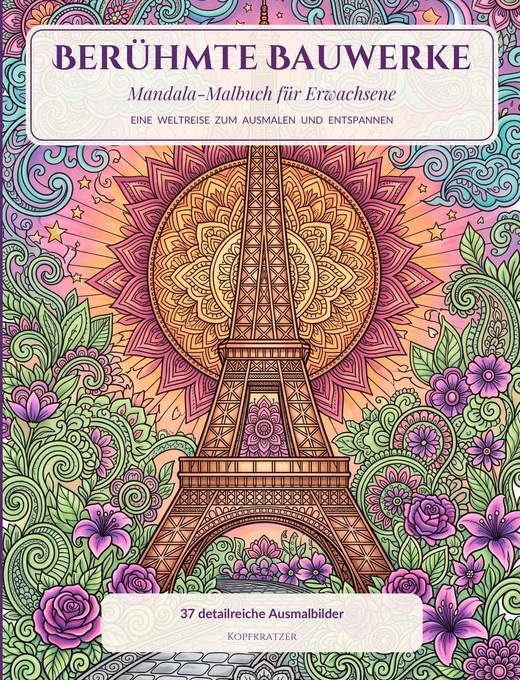 Berühmte Bauwerke
Mandala-Malbuch für Erwachsene
EINE WELTREISE ZUM AUSMALEN UND ENTSPANNEN
37 detailreiche Ausmalbilder
Kopfkratzer